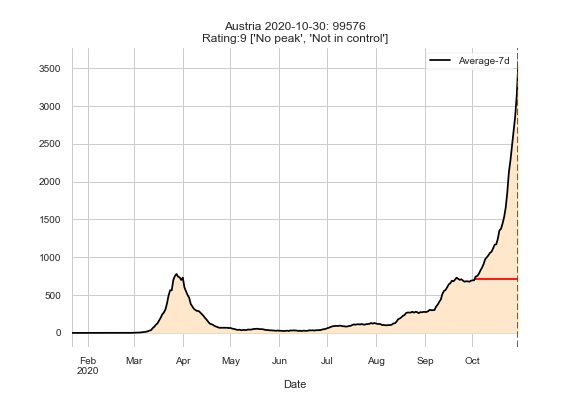 Austria 2020-10-30: 99576
Rating:9 ['No peak', 'Not in control']
Average-7d
3500
3000
2500
2000
1500
1000
500
0
Feb Mar Apr May Jun Jul Aug Sep Oct
2020
Date